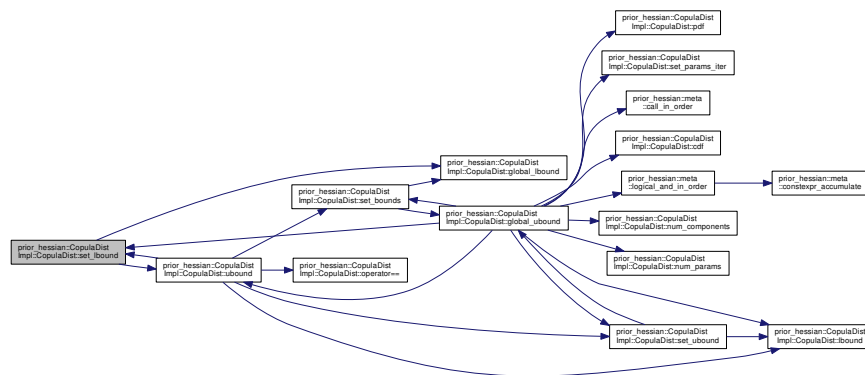 prior_hessian::CopulaDist
Impl::CopulaDist::pdf
prior_hessian::CopulaDist
Impl::CopulaDist::set_params_iter
prior_hessian::meta
::call_in_order
prior_hessian::CopulaDist
Impl::CopulaDist::cdf
prior_hessian::CopulaDist
Impl::CopulaDist::global_lbound
prior_hessian::meta
::logical_and_in_order
prior_hessian::meta
::constexpr_accumulate
prior_hessian::CopulaDist
Impl::CopulaDist::set_bounds
prior_hessian::CopulaDist
Impl::CopulaDist::global_ubound
prior_hessian::CopulaDist
Impl::CopulaDist::num_components
prior_hessian::CopulaDist
Impl::CopulaDist::set_lbound
prior_hessian::CopulaDist
Impl::CopulaDist::ubound
prior_hessian::CopulaDist
Impl::CopulaDist::operator==
prior_hessian::CopulaDist
Impl::CopulaDist::num_params
prior_hessian::CopulaDist
Impl::CopulaDist::set_ubound
prior_hessian::CopulaDist
Impl::CopulaDist::lbound